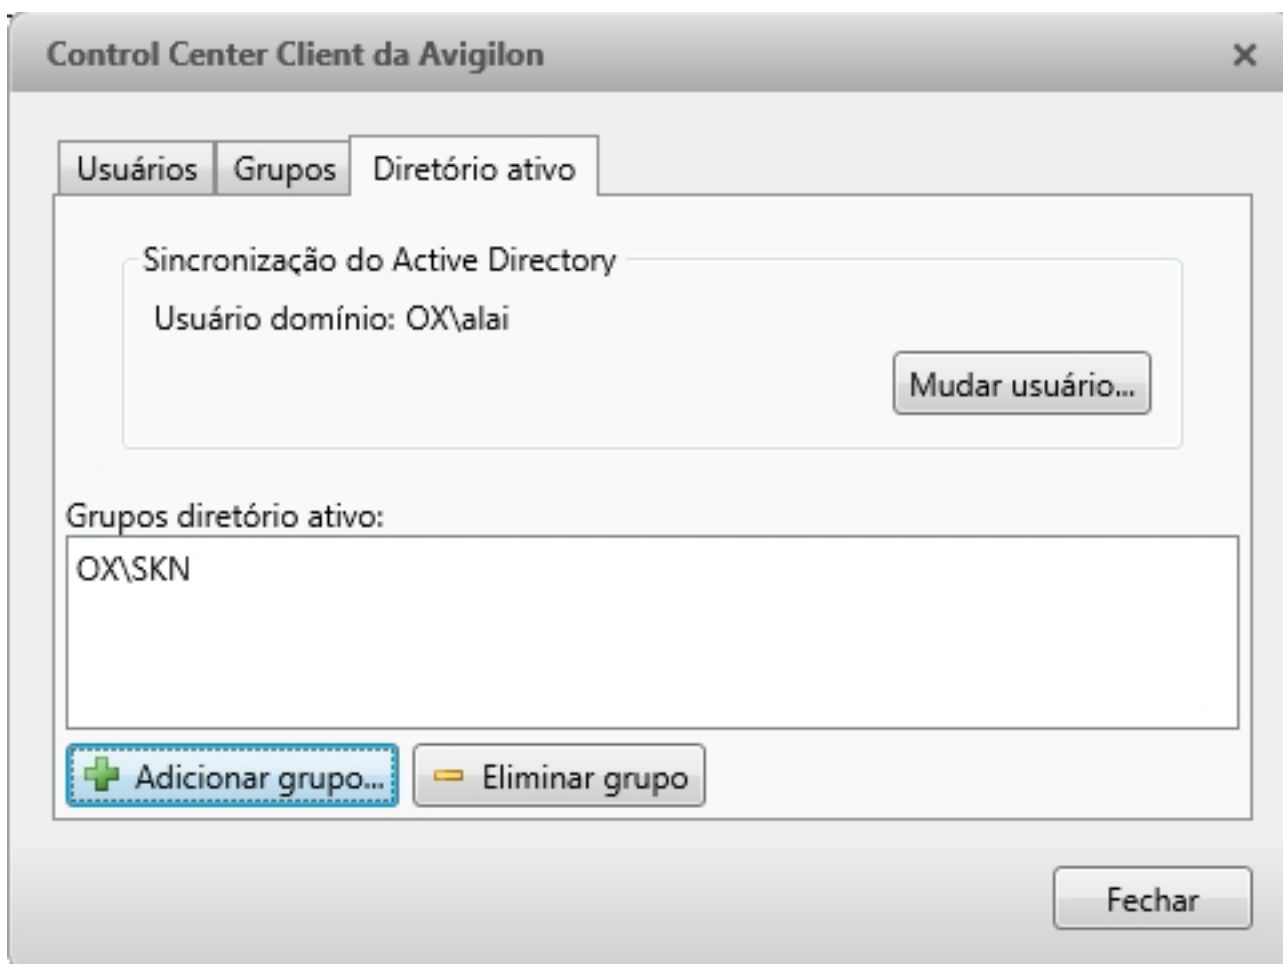 Control Center Client da Avigilon
Usuários Grupos Diretório ativo
Sincronização do Active Directory
Usuário domínio: OX\alai
Mudar usuário...
Grupos diretório ativo:
OX\SKN
Adicionar grupo... Eliminar grupo
Fechar